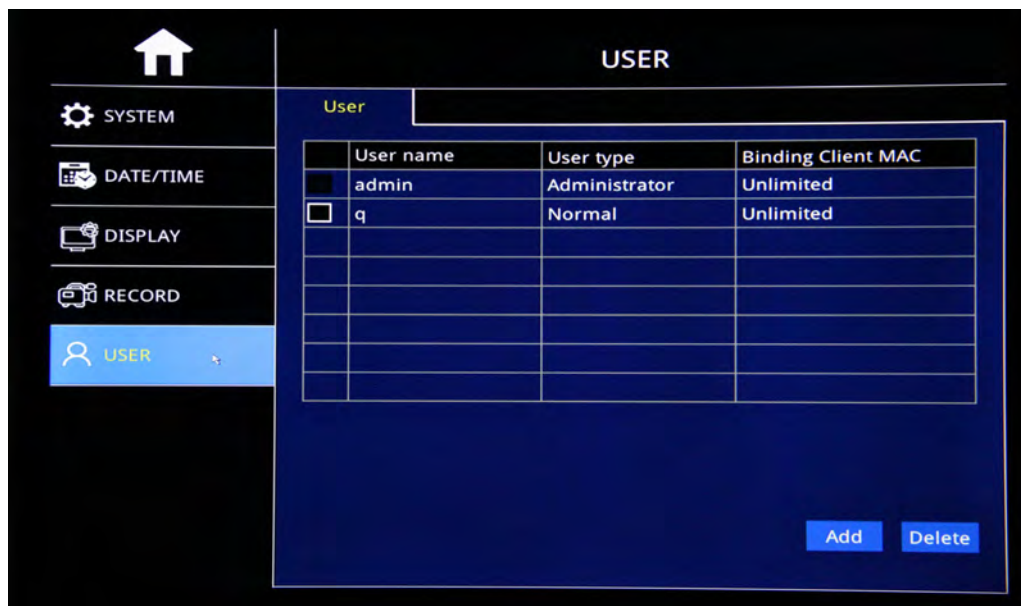 USER
SYSTEM
DATE/TIME
DISPLAY
RECORD
USER
User
User name User type Binding Client MAC
admin Administrator Unlimited
q Normal Unlimited
Add Delete